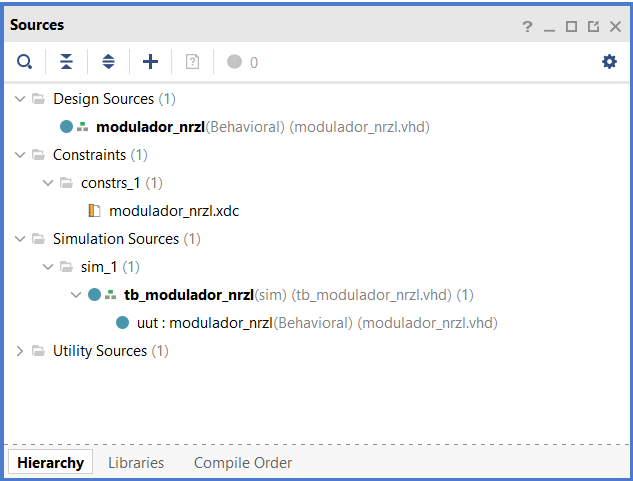 Sources
? 0
Design Sources (1)
modulador_nrzl(Behavioral) (modulador_nrzl.vhd)
Constraints (1)
constrs_1 (1)
modulador_nrzl.xdc
Simulation Sources (1)
sim_1 (1)
tb_modulador_nrzl(sim) (tb_modulador_nrzl.vhd) (1)
uut : modulador_nrzl(Behavioral) (modulador_nrzl.vhd)
Utility Sources (1)
Hierarchy Libraries Compile Order